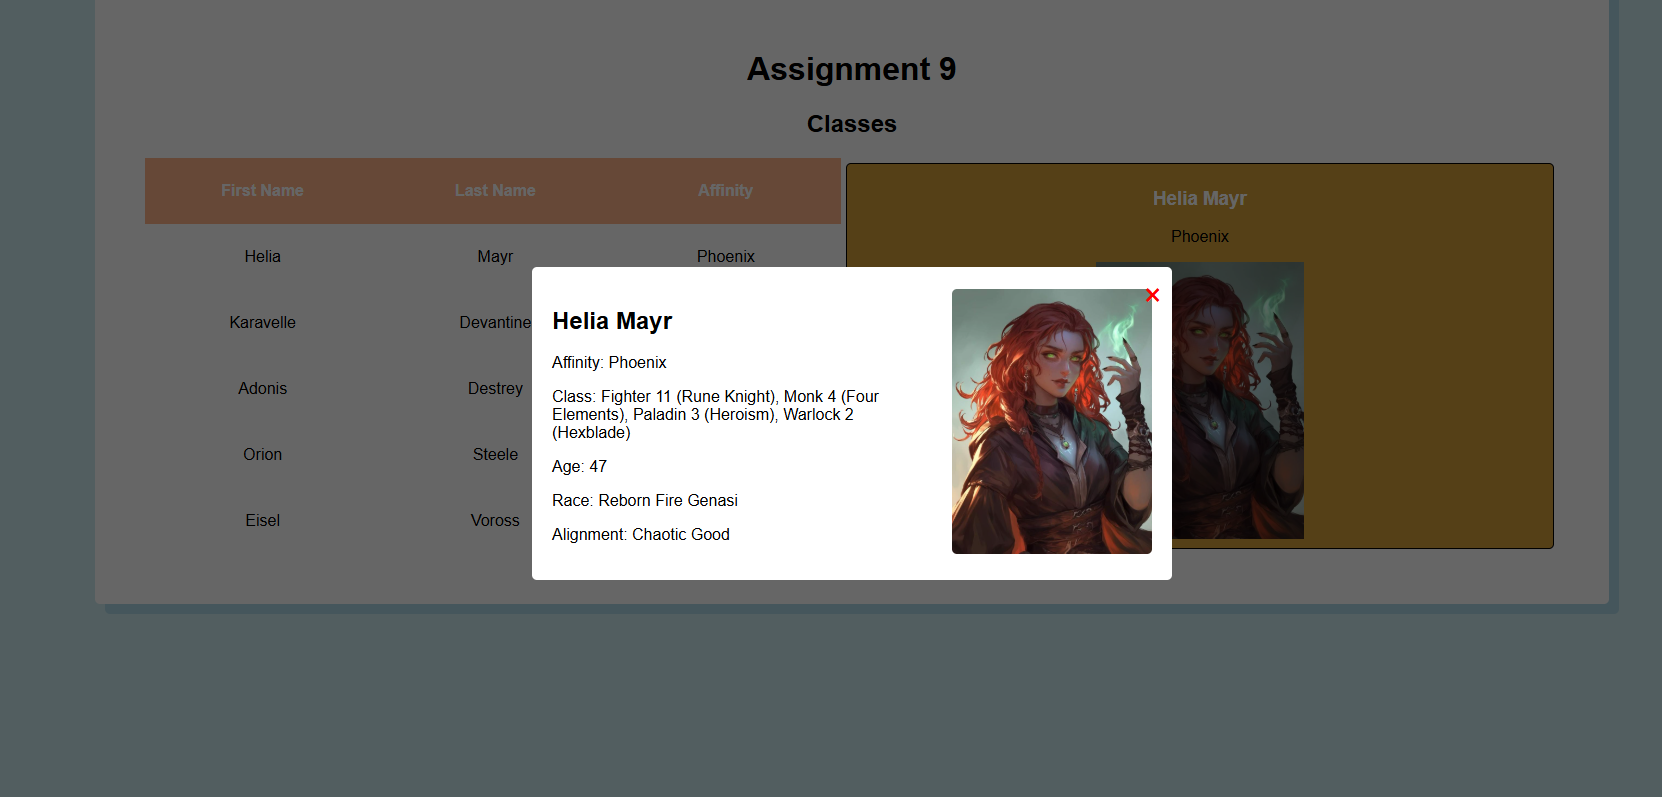 Assignment 9
Classes
First Name Last Name Affinity
Helia Mayr Phoenix
Karavelle Devantine
Adonis Destrey
Orion Steele
Eisel Voross
Helia Mayr
Phoenix
×
Helia Mayr
Affinity: Phoenix
Class: Fighter 11 (Rune Knight), Monk 4 (Four
Elements), Paladin 3 (Heroism), Warlock 2
(Hexblade)
Age: 47
Race: Reborn Fire Genasi
Alignment: Chaotic Good